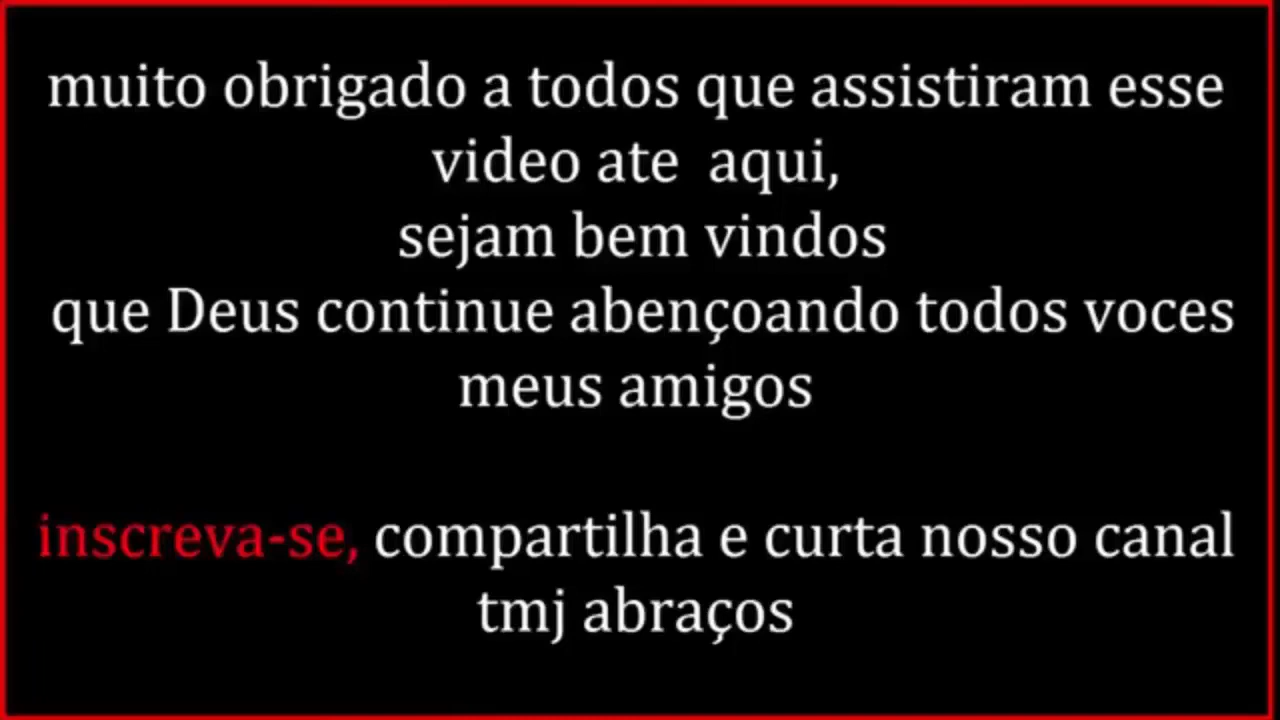 muito obrigado a todos que assistiram esse
video ate  aqui,
sejam bem vindos
que Deus continue abençoando todos voces
meus amigos
inscreva-se, compartilha e curta nosso canal
tmj abraços